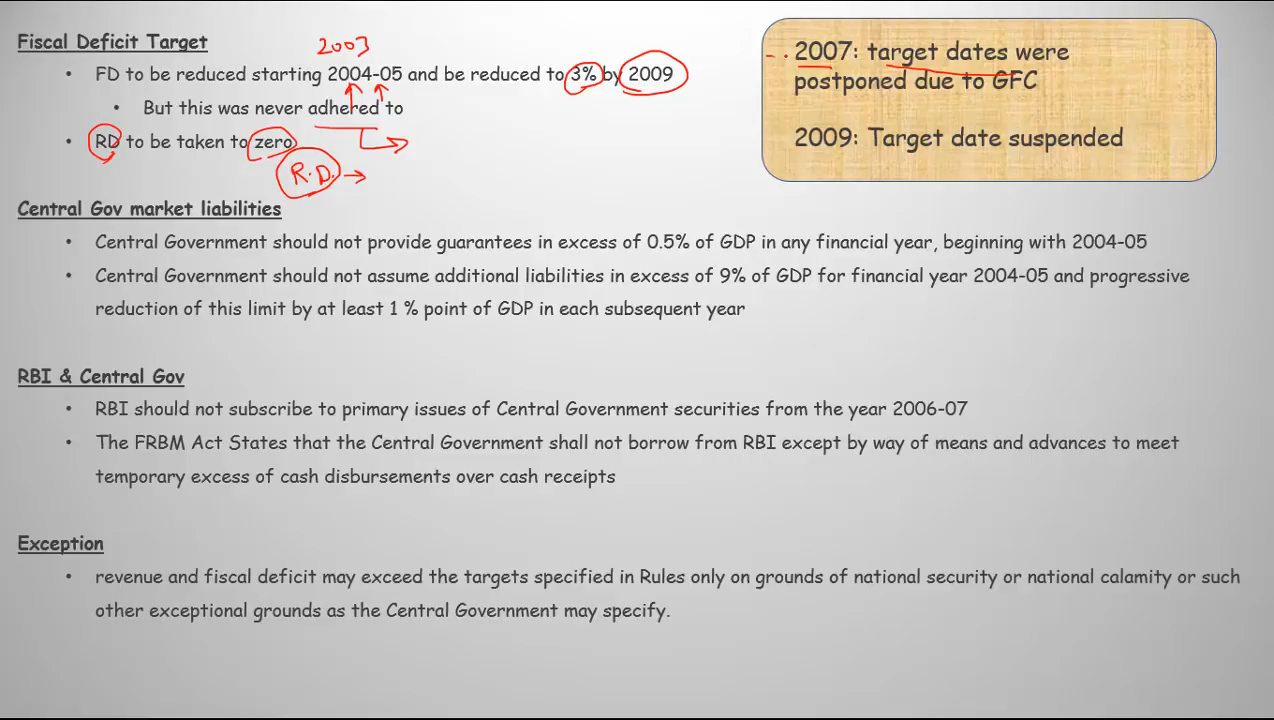 Fiscal Deficit Target
2003
• FD to be reduced starting 2004-05 and be reduced to 3% by 2009
• But this was never adhered to
• RD to be taken to zero
R.D.
2007: target dates were
postponed due to GFC
2009: Target date suspended
Central Gov market liabilities
• Central Government should not provide guarantees in excess of 0.5% of GDP in any financial year, beginning with 2004-05
• Central Government should not assume additional liabilities in excess of 9% of GDP for financial year 2004-05 and progressive
reduction of this limit by at least 1 % point of GDP in each subsequent year
RBI & Central Gov
• RBI should not subscribe to primary issues of Central Government securities from the year 2006-07
• The FRBM Act States that the Central Government shall not borrow from RBI except by way of means and advances to meet
temporary excess of cash disbursements over cash receipts
Exception
• revenue and fiscal deficit may exceed the targets specified in Rules only on grounds of national security or national calamity or such
other exceptional grounds as the Central Government may specify.